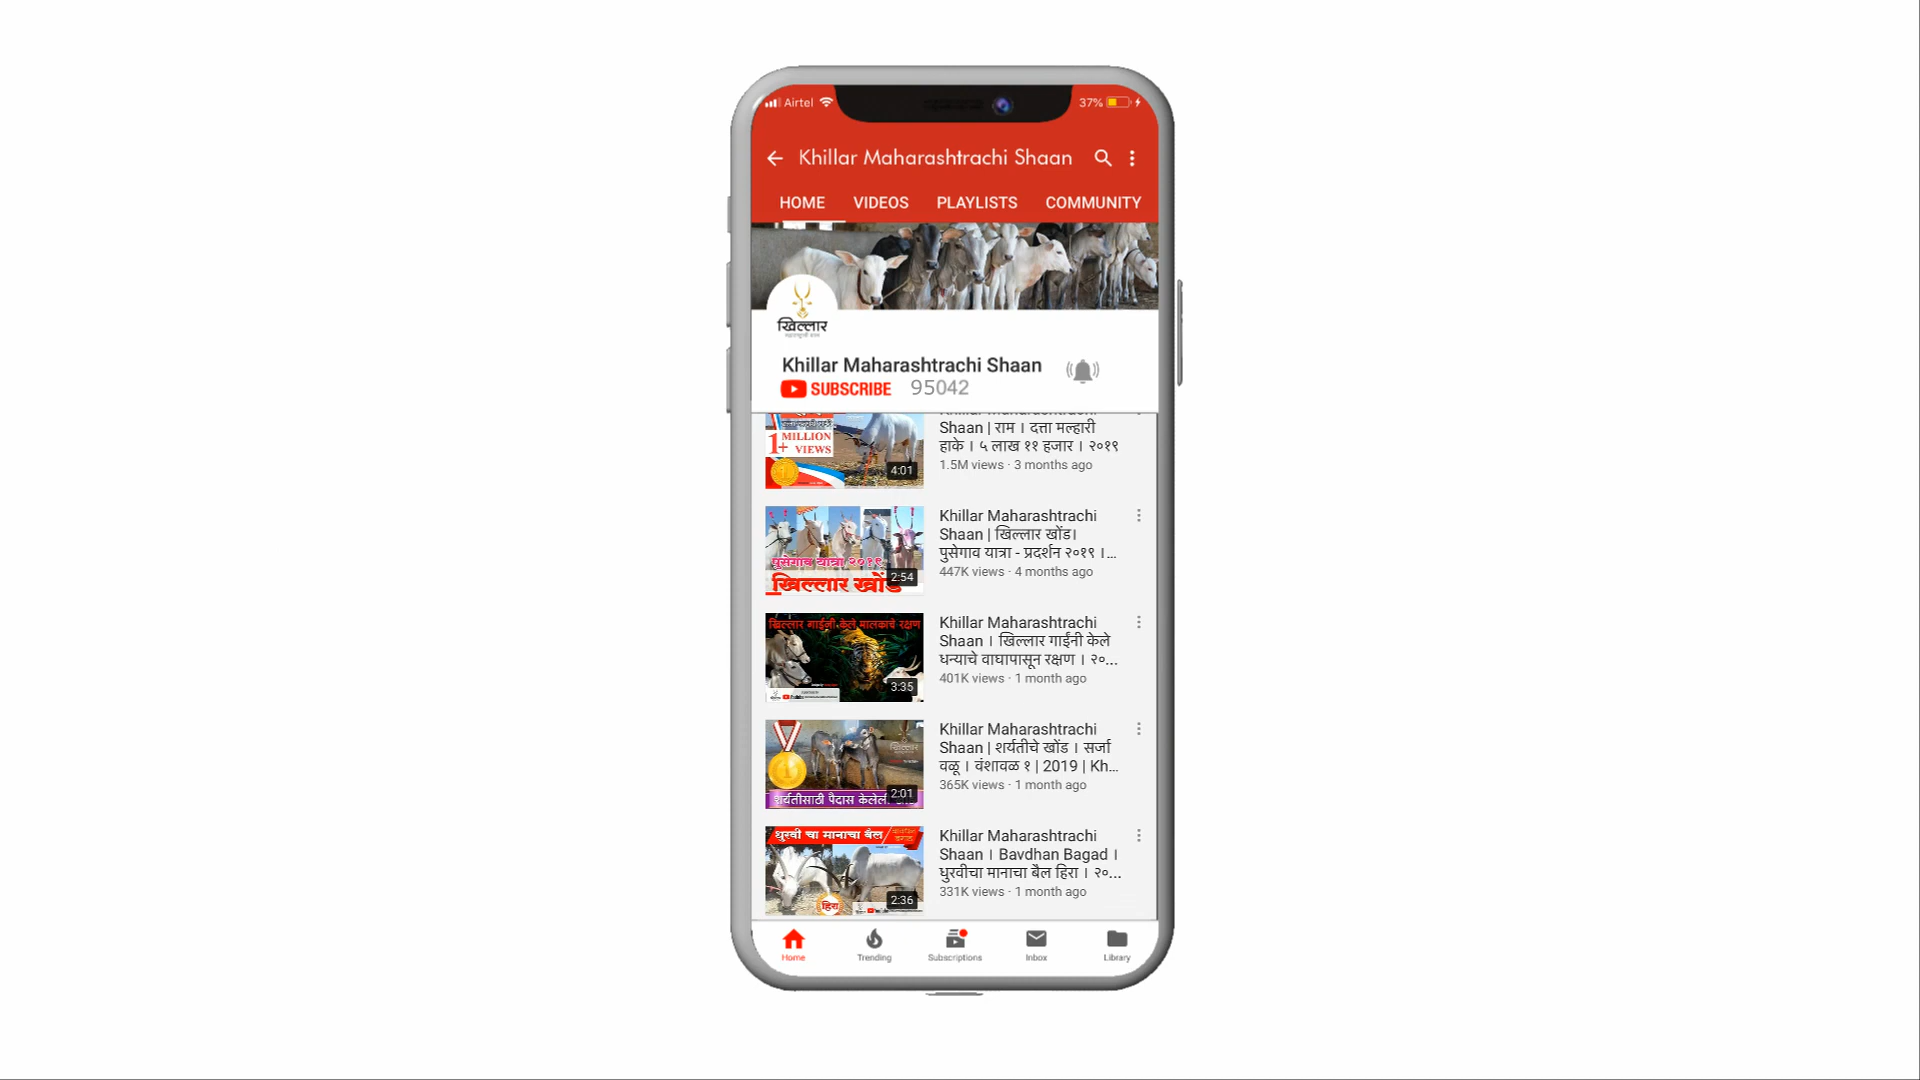 Airtel
37%
Khillar Maharashtrachi Shaan
HOME VIDEOS PLAYLISTS COMMUNITY
खिल्लार
Khillar Maharashtrachi Shaan
SUBSCRIBE 95042
1+ MILLION VIEWS
4:01
Shaan | राम । दत्ता मल्हारी
हाके । ५ लाख ११ हजार । २०१९
1.5M views · 3 months ago
पुसेगाव यात्रा २०१९
खिल्लार खोंड
2:54
Khillar Maharashtrachi
Shaan | खिल्लार खोंड।
पुसेगाव यात्रा - प्रदर्शन २०१९ ।...
447K views · 4 months ago
खिल्लार गाईंनी केले मालकाचे रक्षण
3:35
Khillar Maharashtrachi
Shaan । खिल्लार गाईंनी केले
धन्याचे वाघापासून रक्षण । २०...
401K views · 1 month ago
शर्यतीसाठी पैदास केलेले
2:01
Khillar Maharashtrachi
Shaan | शर्यतीचे खोंड । सर्जा
वळू । वंशावळ १ | 2019 | Kh...
365K views · 1 month ago
धुरवी चा मानाचा बैल
हिरा
2:36
Khillar Maharashtrachi
Shaan । Bavdhan Bagad ।
धुरवीचा मानाचा बैल हिरा । २०...
331K views · 1 month ago
Home Trending Subscriptions Inbox Library